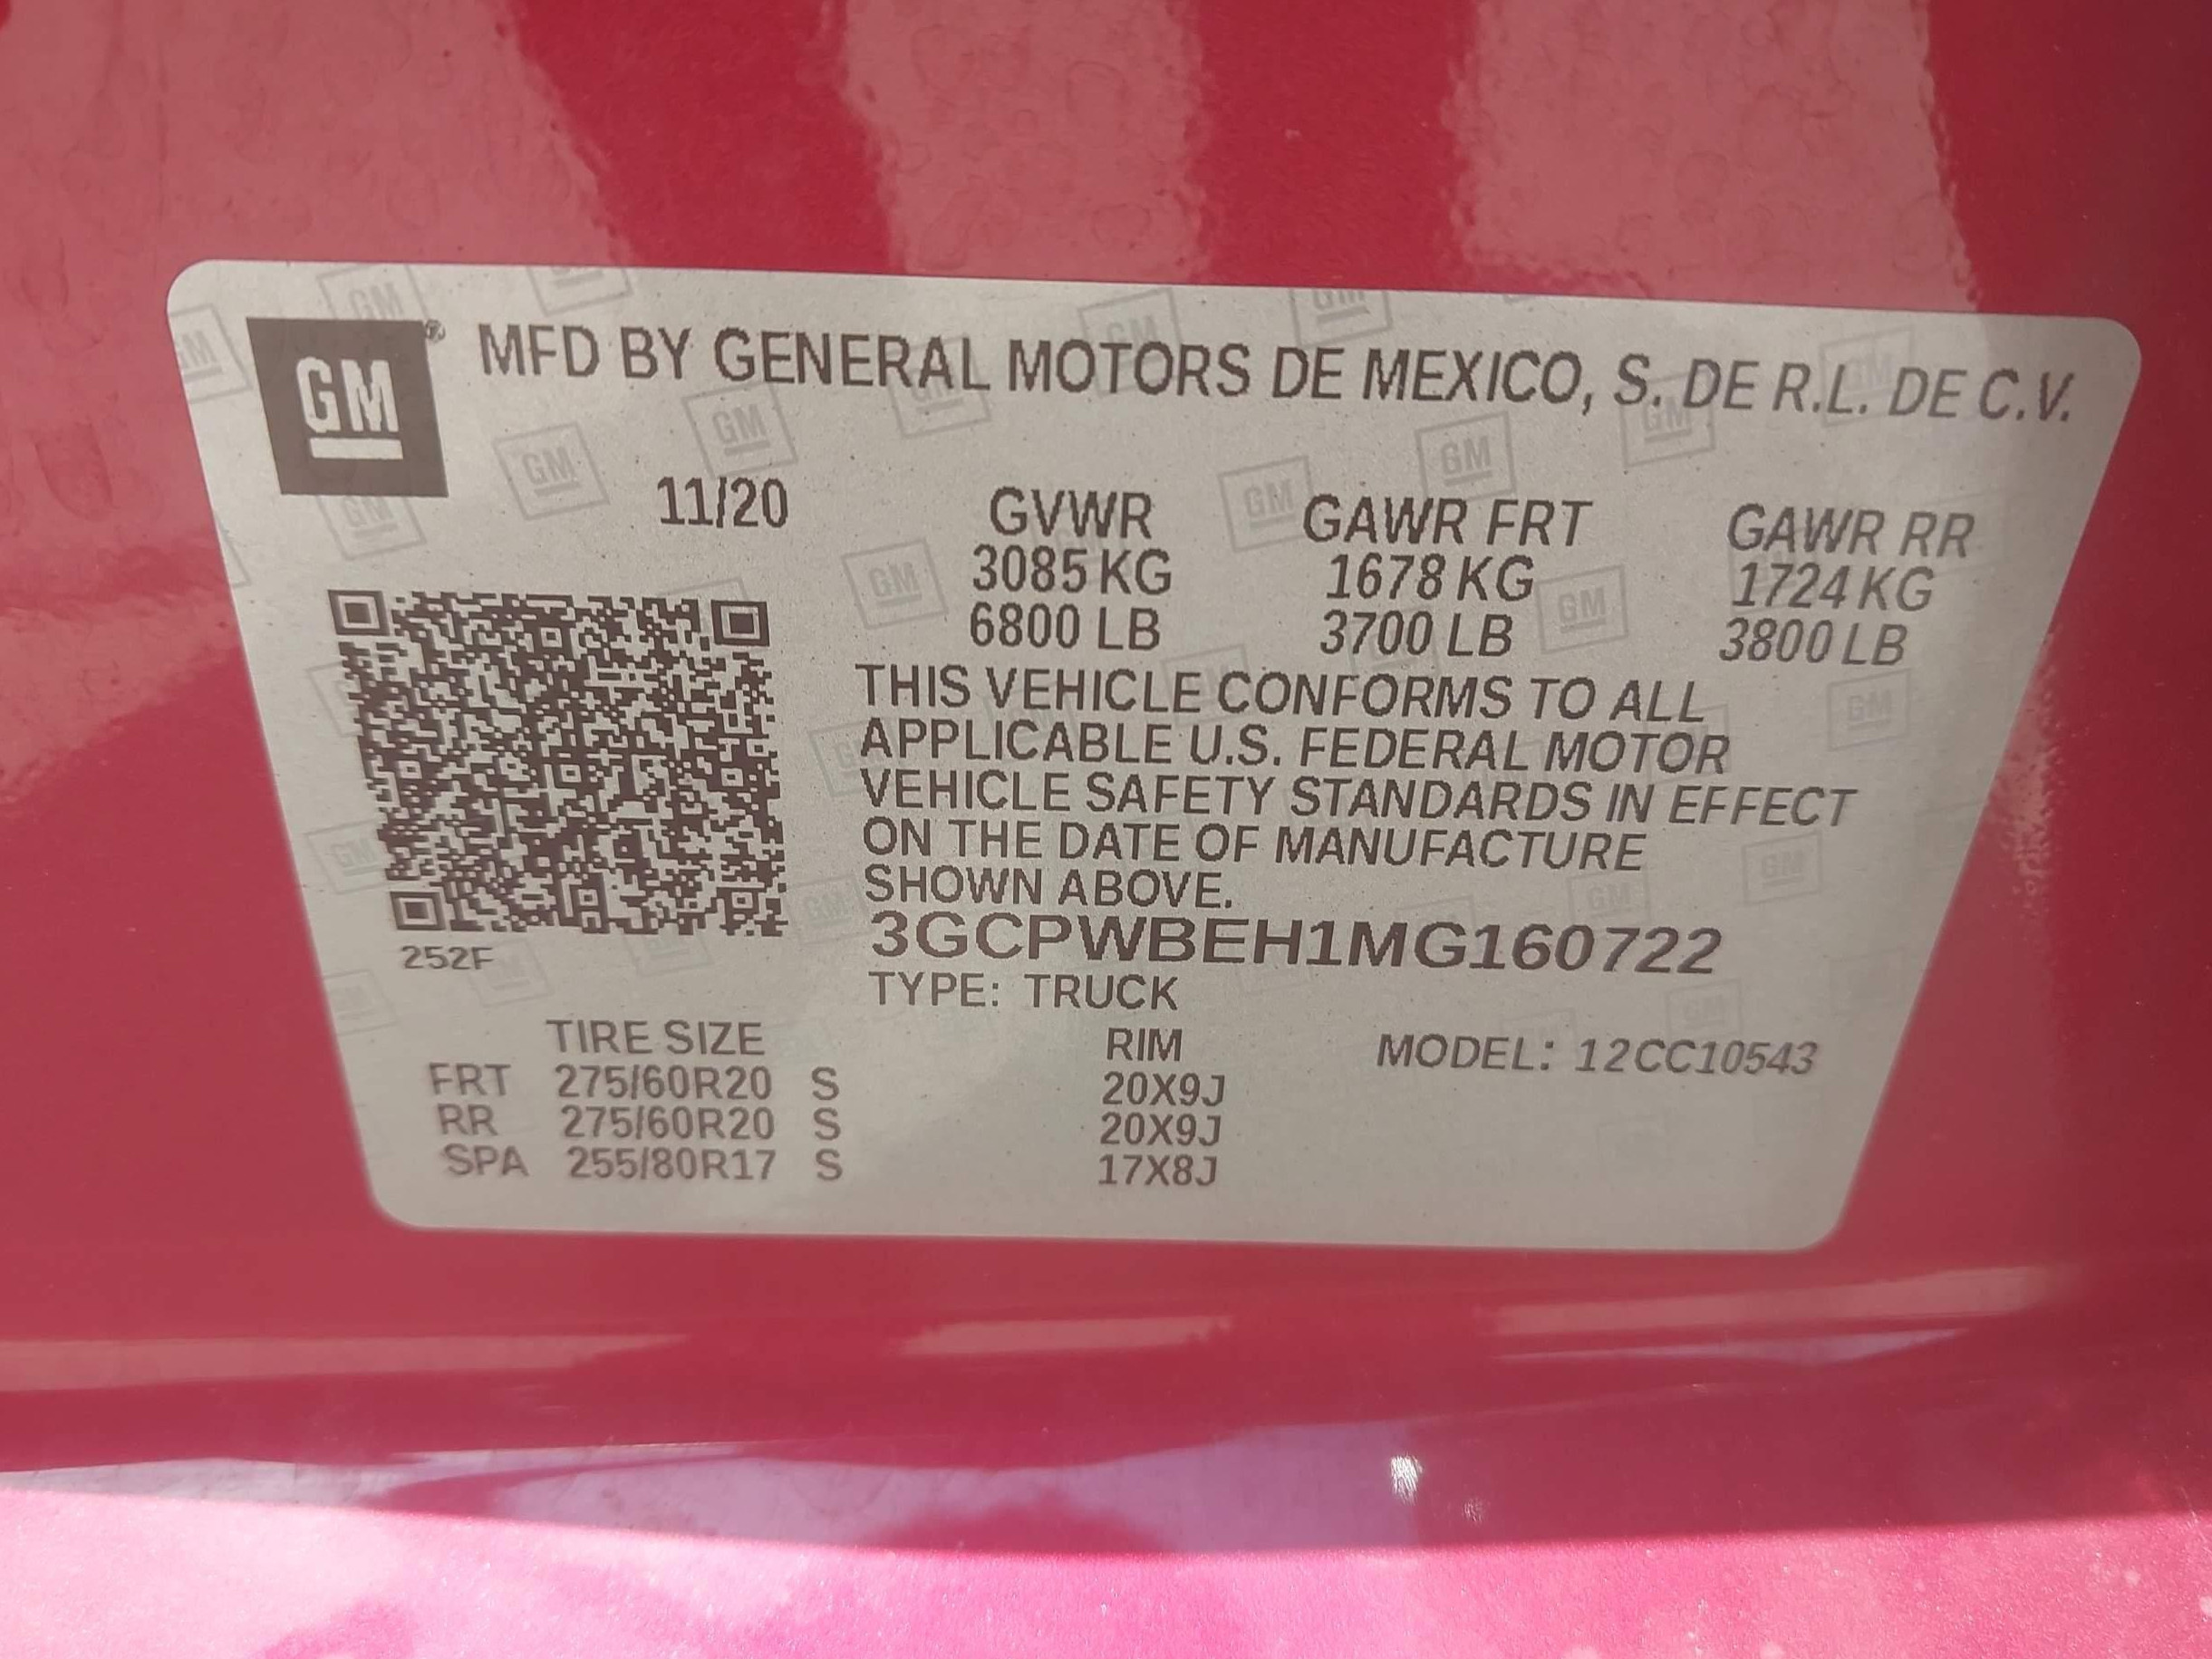 GM ® MFD BY GENERAL MOTORS DE MEXICO, S. DE R.L. DE C.V.
11/20 GVWR GAWR FRT GAWR RR
3085 KG 1678 KG 1724 KG
6800 LB 3700 LB 3800 LB
THIS VEHICLE CONFORMS TO ALL
APPLICABLE U.S. FEDERAL MOTOR
VEHICLE SAFETY STANDARDS IN EFFECT
ON THE DATE OF MANUFACTURE
SHOWN ABOVE.
3GCPWBEH1MG160722
252F
TYPE: TRUCK
TIRE SIZE RIM MODEL: 12CC10543
FRT 275/60R20 S 20X9J
RR 275/60R20 S 20X9J
SPA 255/80R17 S 17X8J